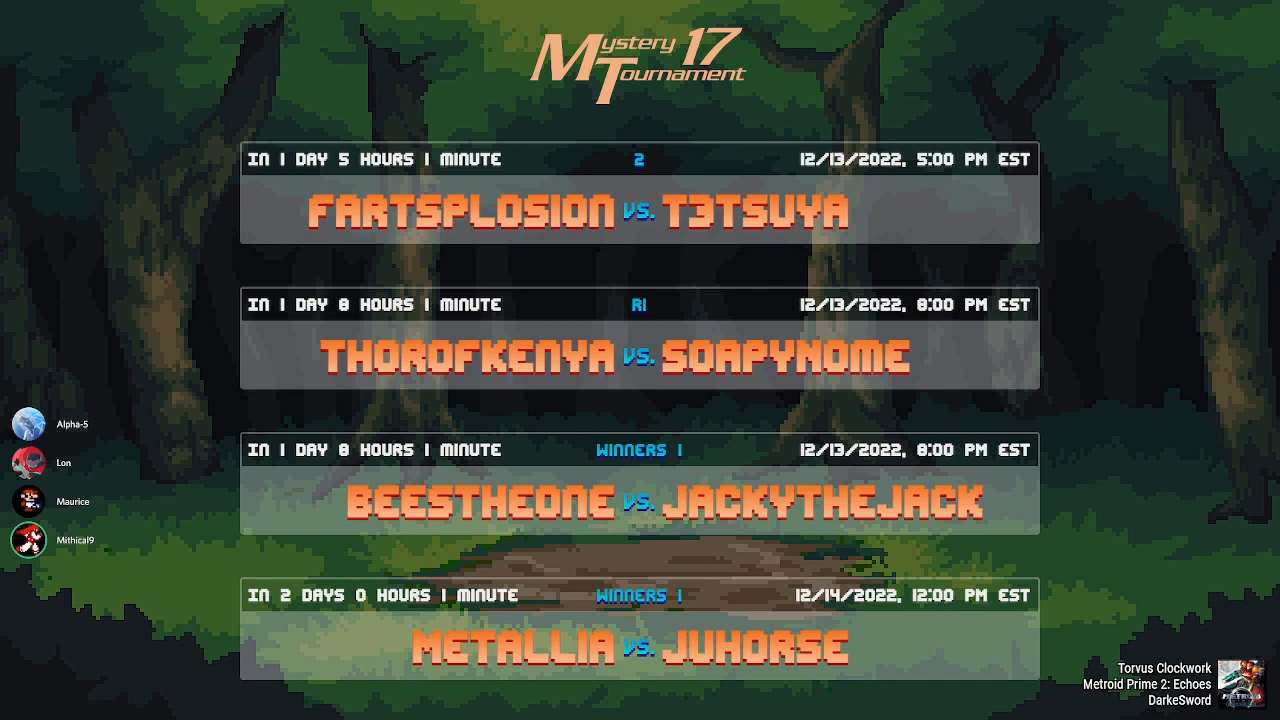 Mystery 17
Tournament
IN 1 DAY 5 HOURS 1 MINUTE 2 12/13/2022, 5:00 PM EST
FARTSPLOSION VS. T3TSUYA
IN 1 DAY 8 HOURS 1 MINUTE R1 12/13/2022, 8:00 PM EST
THOROFKENYA VS. SOAPYNOME
IN 1 DAY 8 HOURS 1 MINUTE WINNERS 1 12/13/2022, 8:00 PM EST
BEESTHEONE VS. JACKYTHEJACK
IN 2 DAYS 0 HOURS 1 MINUTE WINNERS 1 12/14/2022, 12:00 PM EST
METALL1A VS. JUHORSE
Alpha-5
Lon
Maurice
Mithical9
Torvus Clockwork
Metroid Prime 2: Echoes
DarkeSword